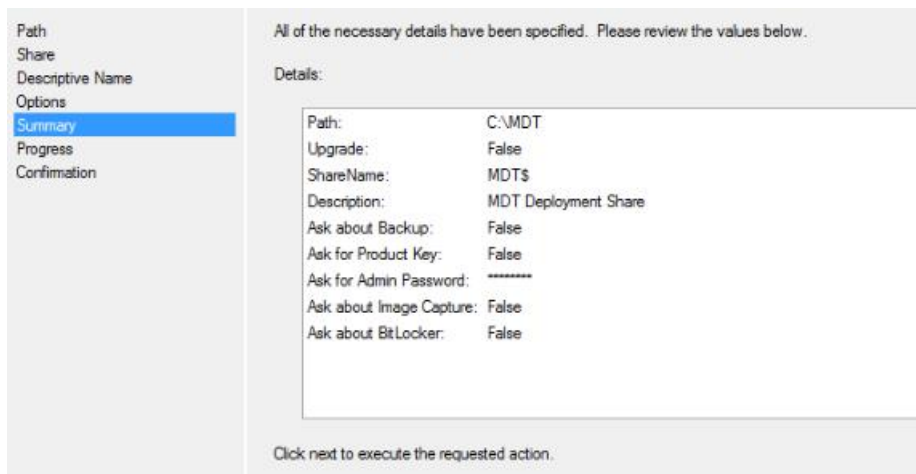 Path
Share
Descriptive Name
Options
Summary
Progress
Confirmation
All of the necessary details have been specified. Please review the values below.
Details:
Path: C:\MDT
Upgrade: False
ShareName: MDT$
Description: MDT Deployment Share
Ask about Backup: False
Ask for Product Key: False
Ask for Admin Password: ********
Ask about Image Capture: False
Ask about BitLocker: False
Click next to execute the requested action.